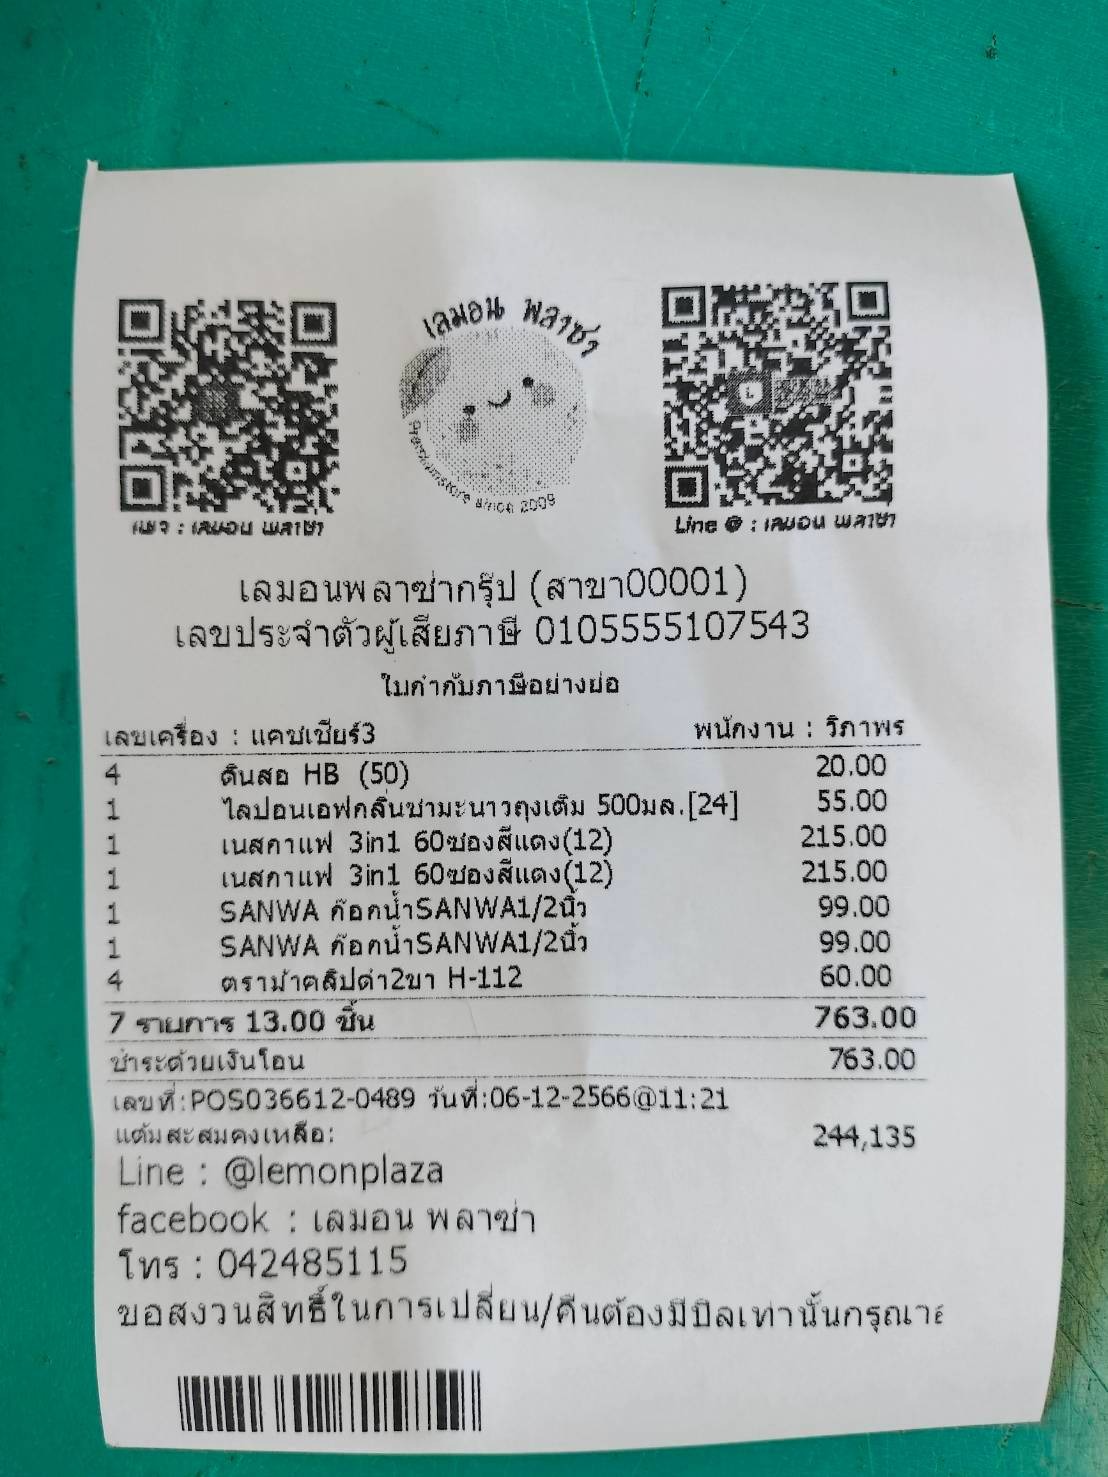 เลมอน พลาซ่า
since 2009
เพจ : เลมอน พลาซ่า
Line @ : เลมอน พลาซ่า
เลมอนพลาซ่ากรุ๊ป (สาขา00001)
เลขประจำตัวผู้เสียภาษี 0105555107543
ใบกำกับภาษีอย่างย่อ
เลขเครื่อง : แคชเชียร์3 พนักงาน : วิภาพร
4 ดินสอ HB (50) 20.00
1 ไลปอนเอฟกลิ่นชามะนาวถุงเติม 500มล.[24] 55.00
1 เนสกาแฟ 3in1 60ซองสีแดง(12) 215.00
1 เนสกาแฟ 3in1 60ซองสีแดง(12) 215.00
1 SANWA ก๊อกน้ำSANWA1/2นิ้ว 99.00
1 SANWA ก๊อกน้ำSANWA1/2นิ้ว 99.00
4 ตราม้าคลิปดำ2ขา H-112 60.00
7 รายการ 13.00 ชิ้น 763.00
ชำระด้วยเงินโอน 763.00
เลขที่:POS036612-0489 วันที่:06-12-2566@11:21
แต้มสะสมคงเหลือ: 244,135
Line : @lemonplaza
facebook : เลมอน พลาซ่า
โทร : 042485115
ขอสงวนสิทธิ์ในการเปลี่ยน/คืนต้องมีบิลเท่านั้นกรุณา